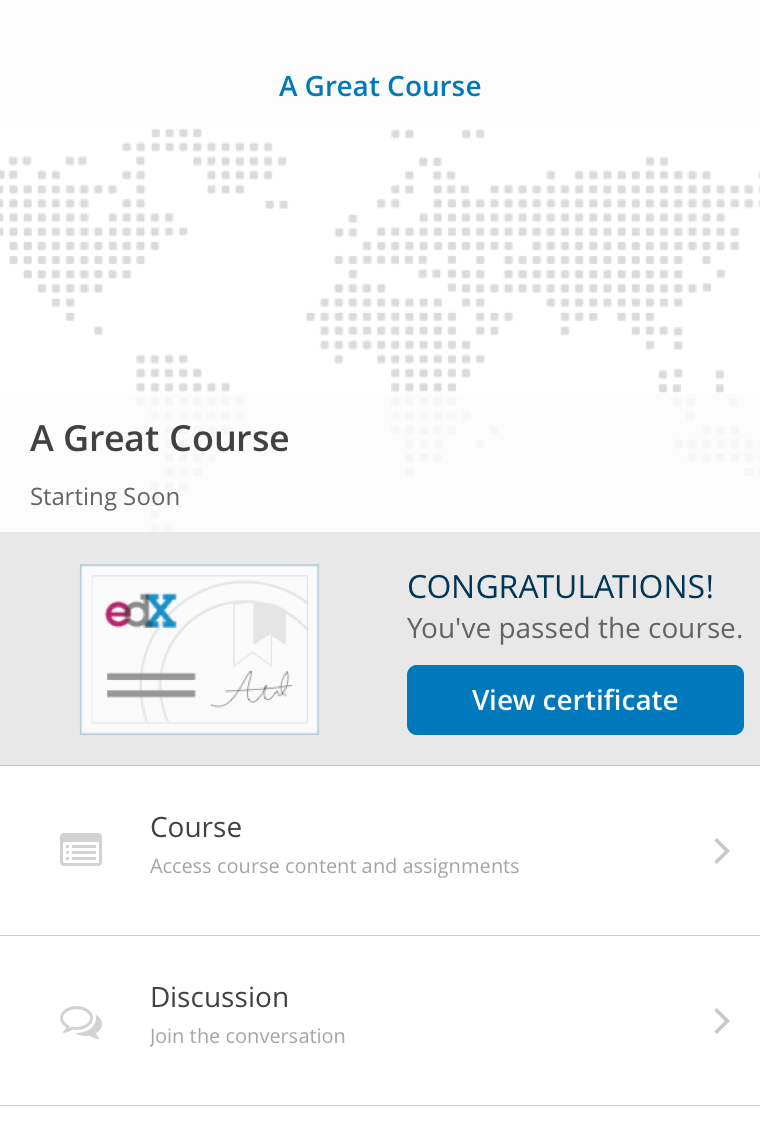 A Great Course
A Great Course
Starting Soon
edX
CONGRATULATIONS!
You've passed the course.
View certificate
Course
Access course content and assignments
Discussion
Join the conversation